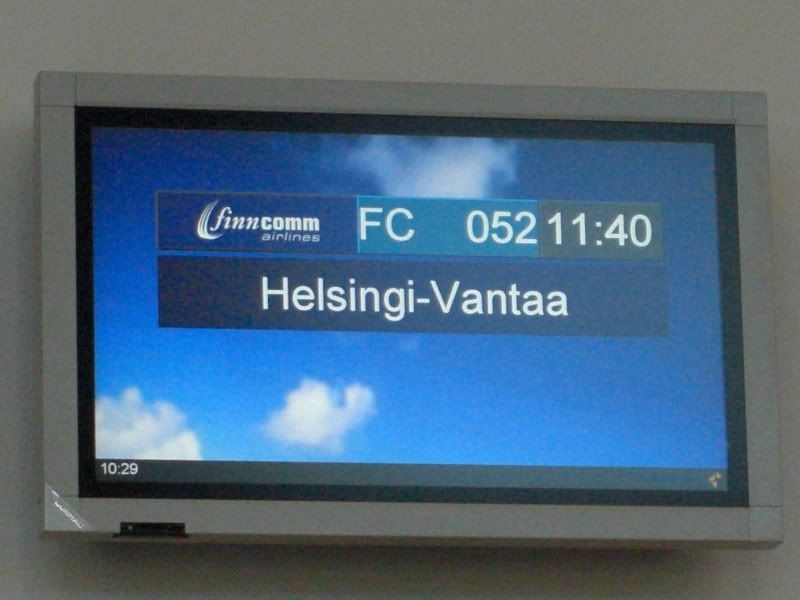 finncomm
airlines
FC 052 11:40
Helsingi-Vantaa
10:29